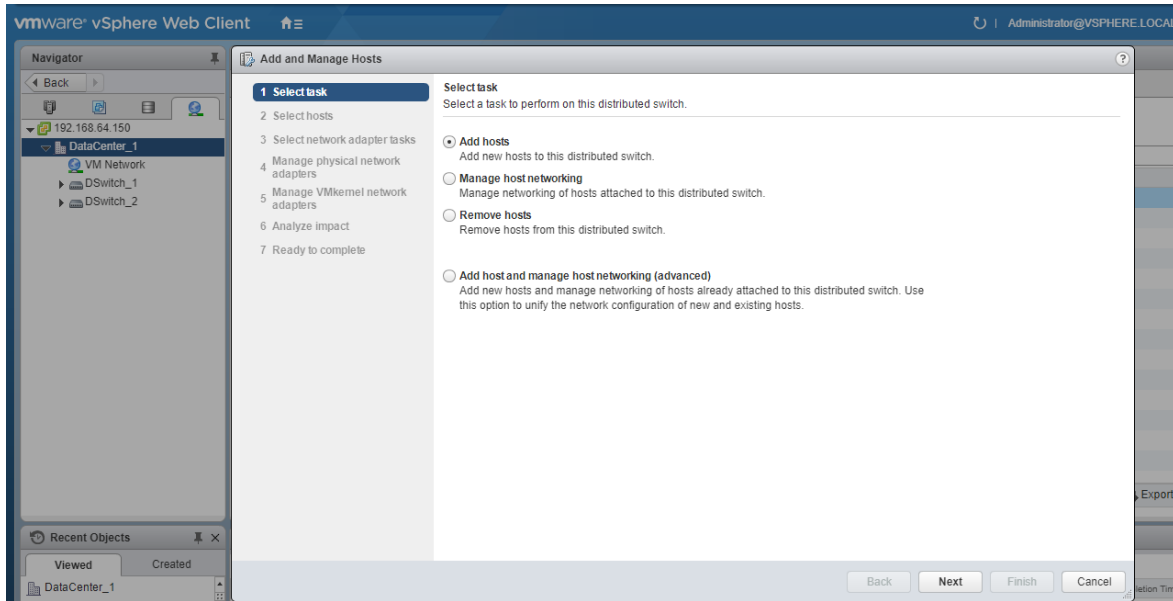 vmware® vSphere Web Client
Administrator@VSPHERE.LOCAL
Navigator
Back
192.168.64.150
DataCenter_1
VM Network
DSwitch_1
DSwitch_2
Recent Objects
Viewed Created
DataCenter_1
Add and Manage Hosts
?
1 Select task
2 Select hosts
3 Select network adapter tasks
4 Manage physical network
adapters
5 Manage VMkernel network
adapters
6 Analyze impact
7 Ready to complete
Select task
Select a task to perform on this distributed switch.
Add hosts
Add new hosts to this distributed switch.
Manage host networking
Manage networking of hosts attached to this distributed switch.
Remove hosts
Remove hosts from this distributed switch.
Add host and manage host networking (advanced)
Add new hosts and manage networking of hosts already attached to this distributed switch. Use
this option to unify the network configuration of new and existing hosts.
Back Next Finish Cancel
Export